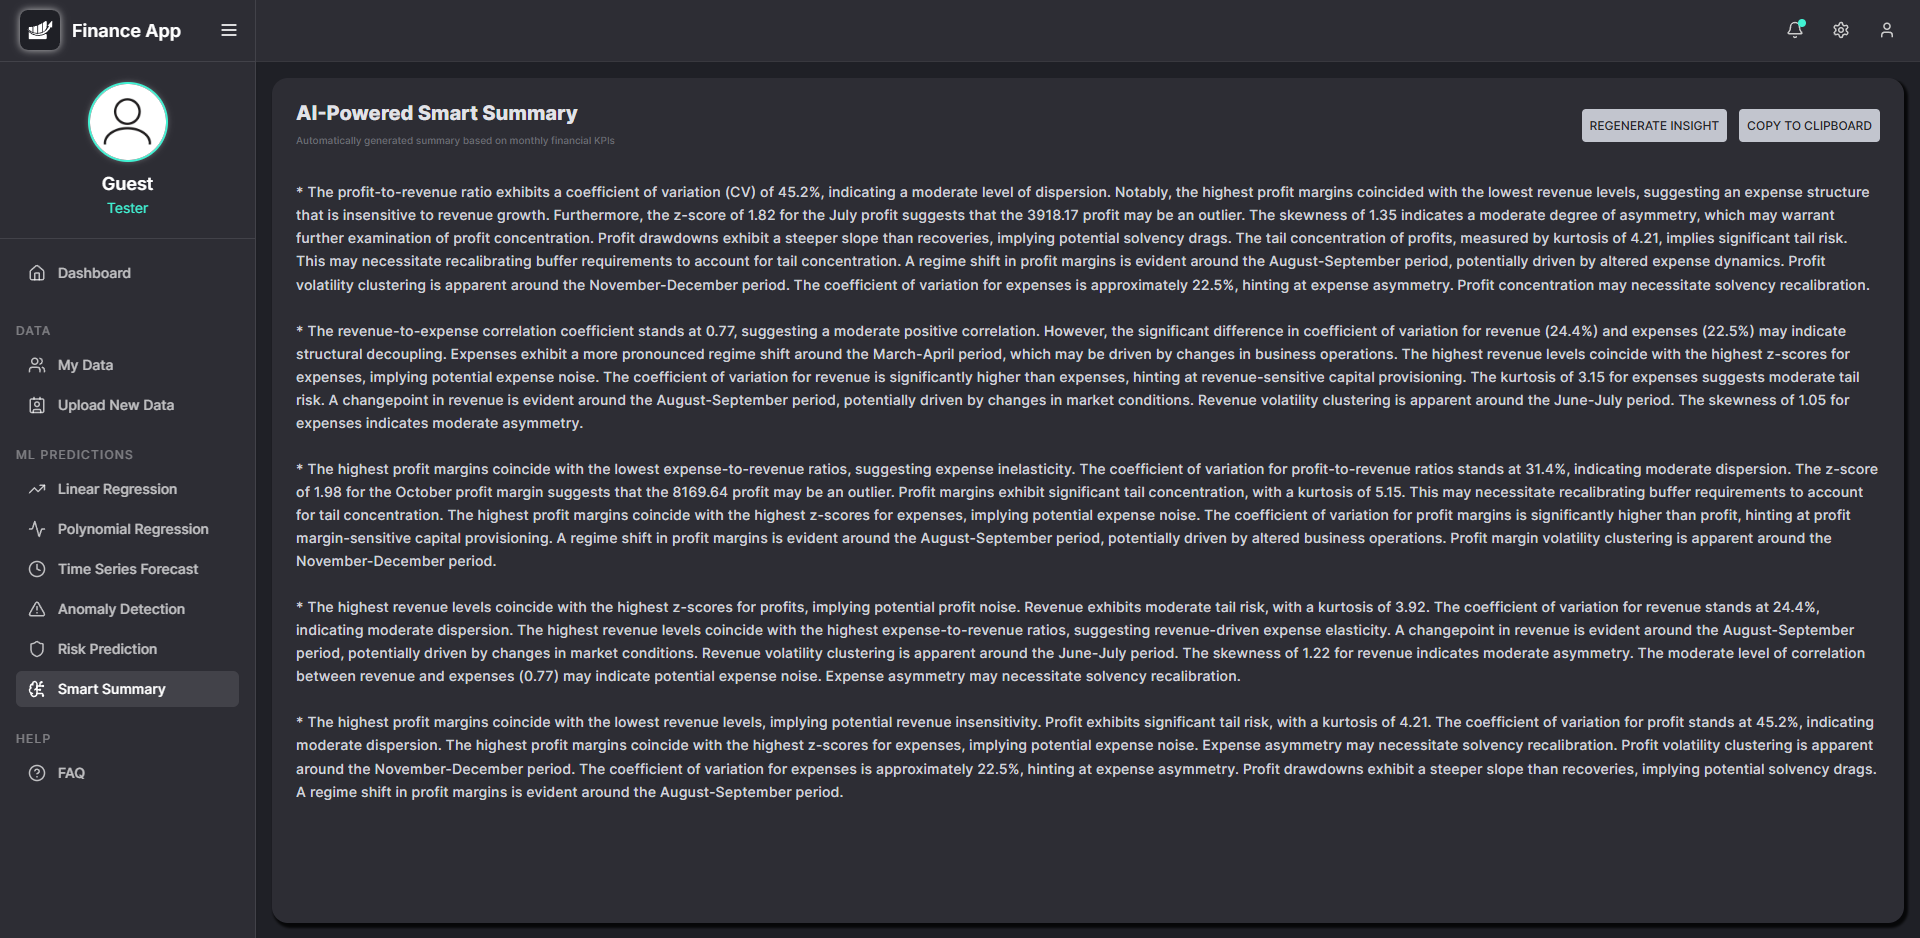 Finance App
Guest
Tester
Dashboard
DATA
My Data
Upload New Data
ML PREDICTIONS
Linear Regression
Polynomial Regression
Time Series Forecast
Anomaly Detection
Risk Prediction
Smart Summary
HELP
FAQ
AI-Powered Smart Summary
Automatically generated summary based on monthly financial KPIs
REGENERATE INSIGHT
COPY TO CLIPBOARD
* The profit-to-revenue ratio exhibits a coefficient of variation (CV) of 45.2%, indicating a moderate level of dispersion. Notably, the highest profit margins coincided with the lowest revenue levels, suggesting an expense structure
that is insensitive to revenue growth. Furthermore, the z-score of 1.82 for the July profit suggests that the 3918.17 profit may be an outlier. The skewness of 1.35 indicates a moderate degree of asymmetry, which may warrant
further examination of profit concentration. Profit drawdowns exhibit a steeper slope than recoveries, implying potential solvency drags. The tail concentration of profits, measured by kurtosis of 4.21, implies significant tail risk.
This may necessitate recalibrating buffer requirements to account for tail concentration. A regime shift in profit margins is evident around the August-September period, potentially driven by altered expense dynamics. Profit
volatility clustering is apparent around the November-December period. The coefficient of variation for expenses is approximately 22.5%, hinting at expense asymmetry. Profit concentration may necessitate solvency recalibration.
* The revenue-to-expense correlation coefficient stands at 0.77, suggesting a moderate positive correlation. However, the significant difference in coefficient of variation for revenue (24.4%) and expenses (22.5%) may indicate
structural decoupling. Expenses exhibit a more pronounced regime shift around the March-April period, which may be driven by changes in business operations. The highest revenue levels coincide with the highest z-scores for
expenses, implying potential expense noise. The coefficient of variation for revenue is significantly higher than expenses, hinting at revenue-sensitive capital provisioning. The kurtosis of 3.15 for expenses suggests moderate tail
risk. A changepoint in revenue is evident around the August-September period, potentially driven by changes in market conditions. Revenue volatility clustering is apparent around the June-July period. The skewness of 1.05 for
expenses indicates moderate asymmetry.
* The highest profit margins coincide with the lowest expense-to-revenue ratios, suggesting expense inelasticity. The coefficient of variation for profit-to-revenue ratios stands at 31.4%, indicating moderate dispersion. The z-score
of 1.98 for the October profit margin suggests that the 8169.64 profit may be an outlier. Profit margins exhibit significant tail concentration, with a kurtosis of 5.15. This may necessitate recalibrating buffer requirements to account
for tail concentration. The highest profit margins coincide with the highest z-scores for expenses, implying potential expense noise. The coefficient of variation for profit margins is significantly higher than profit, hinting at profit
margin-sensitive capital provisioning. A regime shift in profit margins is evident around the August-September period, potentially driven by altered business operations. Profit margin volatility clustering is apparent around the
November-December period.
* The highest revenue levels coincide with the highest z-scores for profits, implying potential profit noise. Revenue exhibits moderate tail risk, with a kurtosis of 3.92. The coefficient of variation for revenue stands at 24.4%,
indicating moderate dispersion. The highest revenue levels coincide with the highest expense-to-revenue ratios, suggesting revenue-driven expense elasticity. A changepoint in revenue is evident around the August-September
period, potentially driven by changes in market conditions. Revenue volatility clustering is apparent around the June-July period. The skewness of 1.22 for revenue indicates moderate asymmetry. The moderate level of correlation
between revenue and expenses (0.77) may indicate potential expense noise. Expense asymmetry may necessitate solvency recalibration.
* The highest profit margins coincide with the lowest revenue levels, implying potential revenue insensitivity. Profit exhibits significant tail risk, with a kurtosis of 4.21. The coefficient of variation for profit stands at 45.2%, indicating
moderate dispersion. The highest profit margins coincide with the highest z-scores for expenses, implying potential expense noise. Expense asymmetry may necessitate solvency recalibration. Profit volatility clustering is apparent
around the November-December period. The coefficient of variation for expenses is approximately 22.5%, hinting at expense asymmetry. Profit drawdowns exhibit a steeper slope than recoveries, implying potential solvency drags.
A regime shift in profit margins is evident around the August-September period.